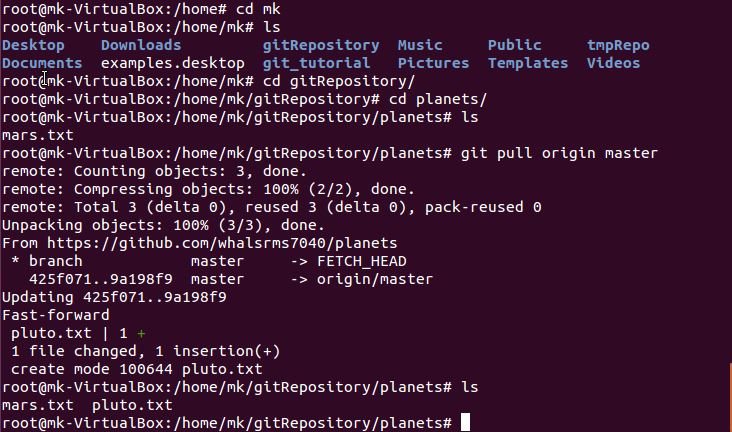 root@mk-VirtualBox:/home# cd mk
root@mk-VirtualBox:/home/mk# ls
Desktop    Downloads         gitRepository  Music     Public     tmpRepo
Documents  examples.desktop  git_tutorial   Pictures  Templates  Videos
root@mk-VirtualBox:/home/mk# cd gitRepository/
root@mk-VirtualBox:/home/mk/gitRepository# cd planets/
root@mk-VirtualBox:/home/mk/gitRepository/planets# ls
mars.txt
root@mk-VirtualBox:/home/mk/gitRepository/planets# git pull origin master
remote: Counting objects: 3, done.
remote: Compressing objects: 100% (2/2), done.
remote: Total 3 (delta 0), reused 3 (delta 0), pack-reused 0
Unpacking objects: 100% (3/3), done.
From https://github.com/whalsrms7040/planets
 * branch            master     -> FETCH_HEAD
   425f071..9a198f9  master     -> origin/master
Updating 425f071..9a198f9
Fast-forward
 pluto.txt | 1 +
 1 file changed, 1 insertion(+)
 create mode 100644 pluto.txt
root@mk-VirtualBox:/home/mk/gitRepository/planets# ls
mars.txt  pluto.txt
root@mk-VirtualBox:/home/mk/gitRepository/planets#